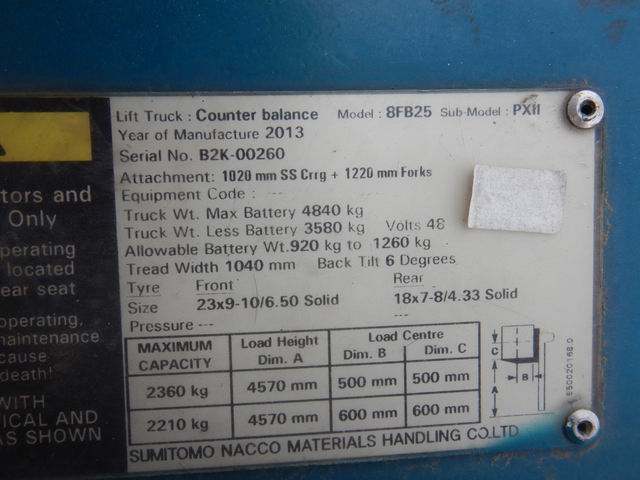 Lift Truck : Counter balance Model : 8FB25 Sub-Model : PXII
Year of Manufacture 2013
Serial No. B2K-00260
Attachment: 1020 mm SS Crrg + 1220 mm Forks
Equipment Code : ---
Truck Wt. Max Battery 4840 kg
Truck Wt. Less Battery 3580 kg Volts 48
Allowable Battery Wt.920 kg to 1260 kg
Tread Width 1040 mm Back Tilt 6 Degrees
Tyre Front Rear
Size 23x9-10/6.50 Solid 18x7-8/4.33 Solid
Pressure ---
MAXIMUM CAPACITY Load Height Dim. A Load Centre
Dim. B Dim. C
2360 kg 4570 mm 500 mm 500 mm
2210 kg 4570 mm 600 mm 600 mm
SUMITOMO NACCO MATERIALS HANDLING CO.LTD
C
B
A
550020168.0
tors and
Only
perating
located
ear seat
operating,
maintenance
cause
death!
WITH
ICAL AND
AS SHOWN